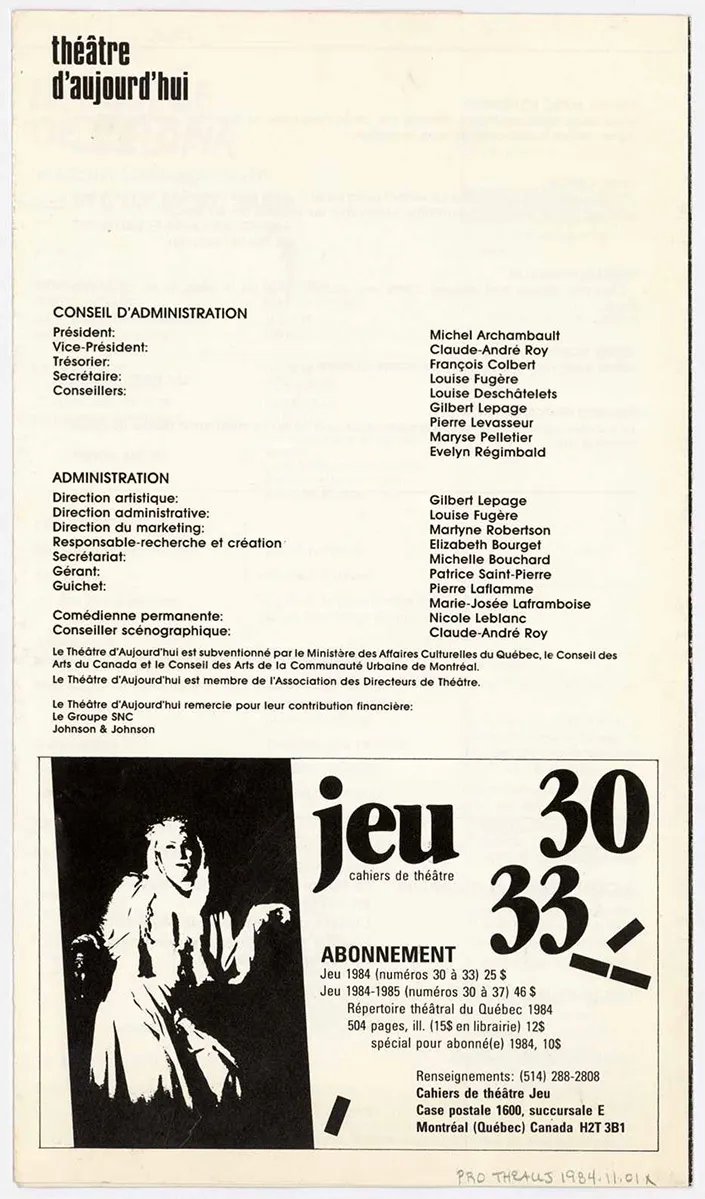 théâtre
d'aujourd'hui
CONSEIL D'ADMINISTRATION
Président: Michel Archambault
Vice-Président: Claude-André Roy
Trésorier: François Colbert
Secrétaire: Louise Fugère
Conseillers: Louise Deschâtelets
Gilbert Lepage
Pierre Levasseur
Maryse Pelletier
Evelyn Régimbald
ADMINISTRATION
Direction artistique: Gilbert Lepage
Direction administrative: Louise Fugère
Direction du marketing: Martyne Robertson
Responsable-recherche et création Elizabeth Bourget
Secrétariat: Michelle Bouchard
Gérant: Patrice Saint-Pierre
Guichet: Pierre Laflamme
Marie-Josée Laframboise
Comédienne permanente: Nicole Leblanc
Conseiller scénographique: Claude-André Roy
Le Théâtre d'Aujourd'hui est subventionné par le Ministère des Affaires Culturelles du Québec, le Conseil des
Arts du Canada et le Conseil des Arts de la Communauté Urbaine de Montréal.
Le Théâtre d'Aujourd'hui est membre de l'Association des Directeurs de Théâtre.
Le Théâtre d'Aujourd'hui remercie pour leur contribution financière:
Le Groupe SNC
Johnson & Johnson
jeu
cahiers de théâtre
30
33
ABONNEMENT
Jeu 1984 (numéros 30 à 33) 25 $
Jeu 1984-1985 (numéros 30 à 37) 46 $
Répertoire théâtral du Québec 1984
504 pages, ill. (15$ en librairie) 12$
spécial pour abonné(e) 1984, 10$
Renseignements: (514) 288-2808
Cahiers de théâtre Jeu
Case postale 1600, succursale E
Montréal (Québec) Canada H2T 3B1
PRO 1984.11.01